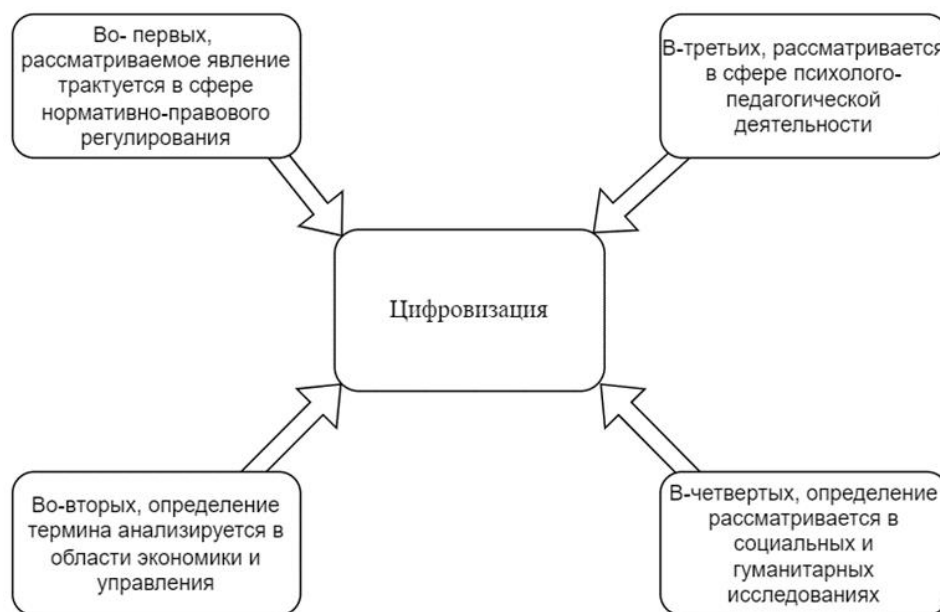 Во- первых,
рассматриваемое явление
трактуется в сфере
нормативно-правового
регулирования
В-третьих, рассматривается
в сфере психолого-
педагогической
деятельности
Цифровизация
Во-вторых, определение
термина анализируется в
области экономики и
управления
В-четвертых, определение
рассматривается в
социальных и
гуманитарных
исследованиях